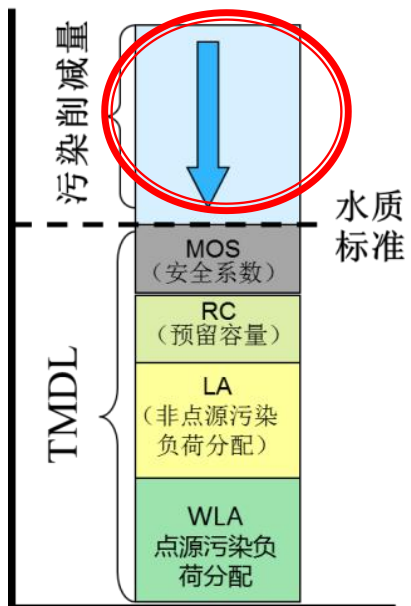 污染削减量
水质
标准
MOS
（安全系数）
RC
（预留容量）
LA
（非点源污染
负荷分配）
TMDL
WLA
点源污染负
荷分配